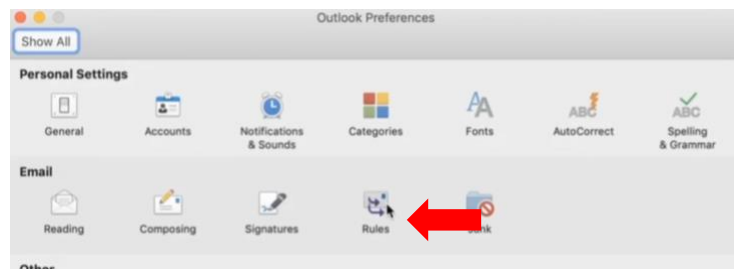 Outlook Preferences
Show All
Personal Settings
General
Accounts
Notifications
& Sounds
Categories
Fonts
AutoCorrect
Spelling
& Grammar
Email
Reading
Composing
Signatures
Rules